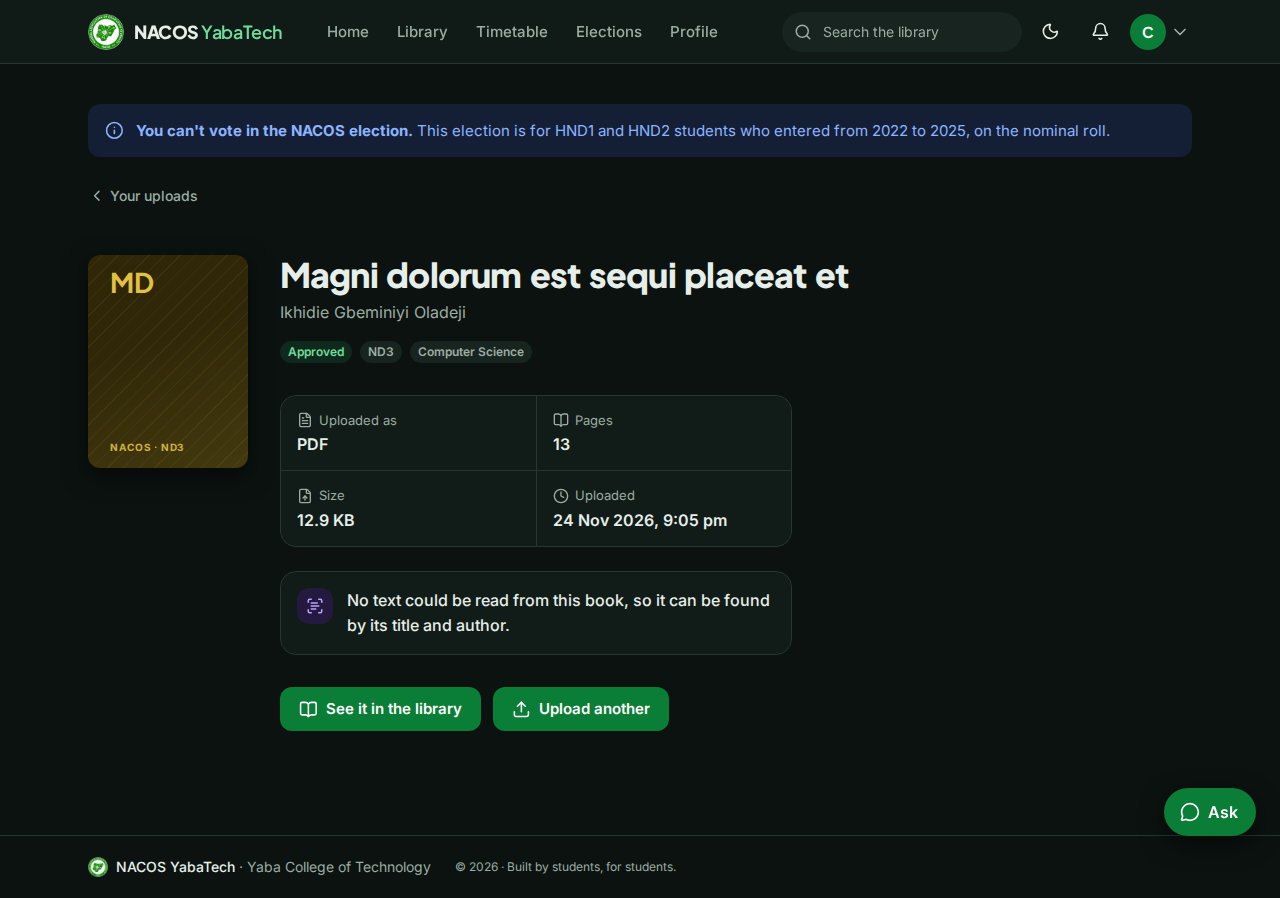 NACOS YabaTech
Home
Library
Timetable
Elections
Profile
Search the library
C
You can't vote in the NACOS election. This election is for HND1 and HND2 students who entered from 2022 to 2025, on the nominal roll.
Your uploads
MD
NACOS · ND3
Magni dolorum est sequi placeat et
Ikhidie Gbeminiyi Oladeji
Approved
ND3
Computer Science
Uploaded as
PDF
Pages
13
Size
12.9 KB
Uploaded
24 Nov 2026, 9:05 pm
No text could be read from this book, so it can be found
by its title and author.
See it in the library
Upload another
Ask
NACOS YabaTech · Yaba College of Technology
© 2026 · Built by students, for students.